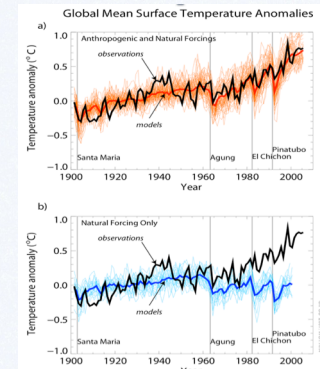 Global Mean Surface Temperature Anomalies
a)
Temperature anomaly (°C)
1.0
0.5
0.0
−0.5
−1.0
Anthropogenic and Natural Forcings
observations
models
Santa Maria
Agung
El Chichon
Pinatubo
1900 1920 1940 1960 1980 2000
Year
b)
Temperature anomaly (°C)
1.0
0.5
0.0
−0.5
−1.0
Natural Forcing Only
observations
models
Santa Maria
Agung
El Chichon
Pinatubo
1900 1920 1940 1960 1980 2000